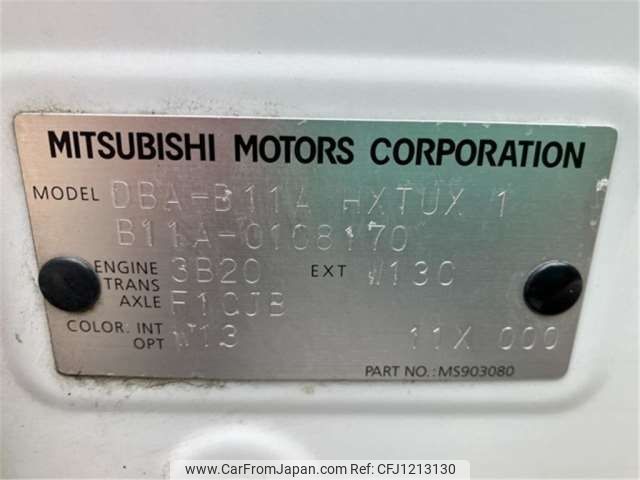 MITSUBISHI MOTORS CORPORATION
MODEL DBA-B11A HXTUX 1
B11A-0108170
ENGINE 3B20 EXT W13C
TRANS
AXLE F1CJB
COLOR. INT W13
OPT 11X 000
PART NO.: MS903080
www.CarFromJapan.com | CFJ1213130